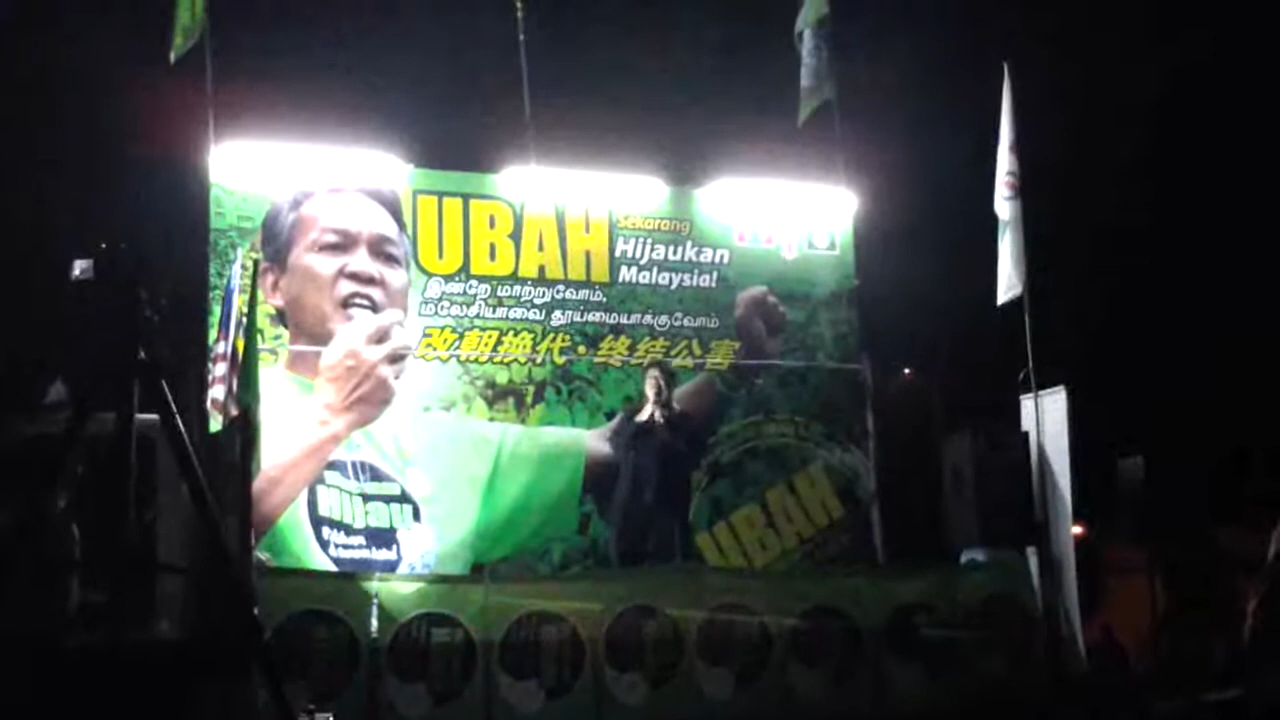 UBAH
Sekarang
Hijaukan
Malaysia!
இன்றே மாற்றுவோம்,
மலேசியாவை தூய்மையாக்குவோம்
改朝换代·终结公害
Hijau
UBAH